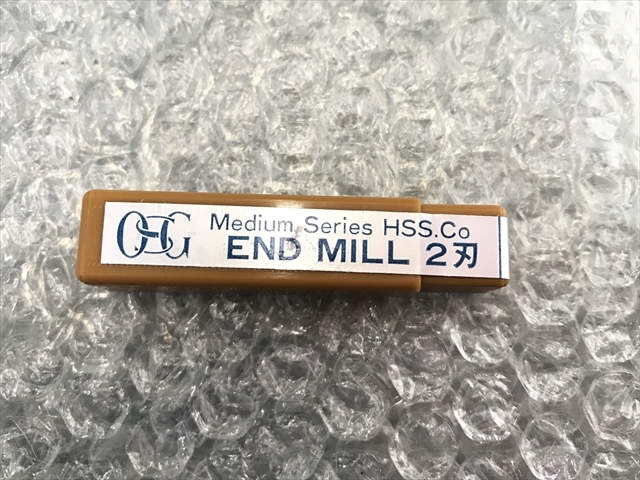 OSG
Medium Series HSS.Co
END MILL 2刃